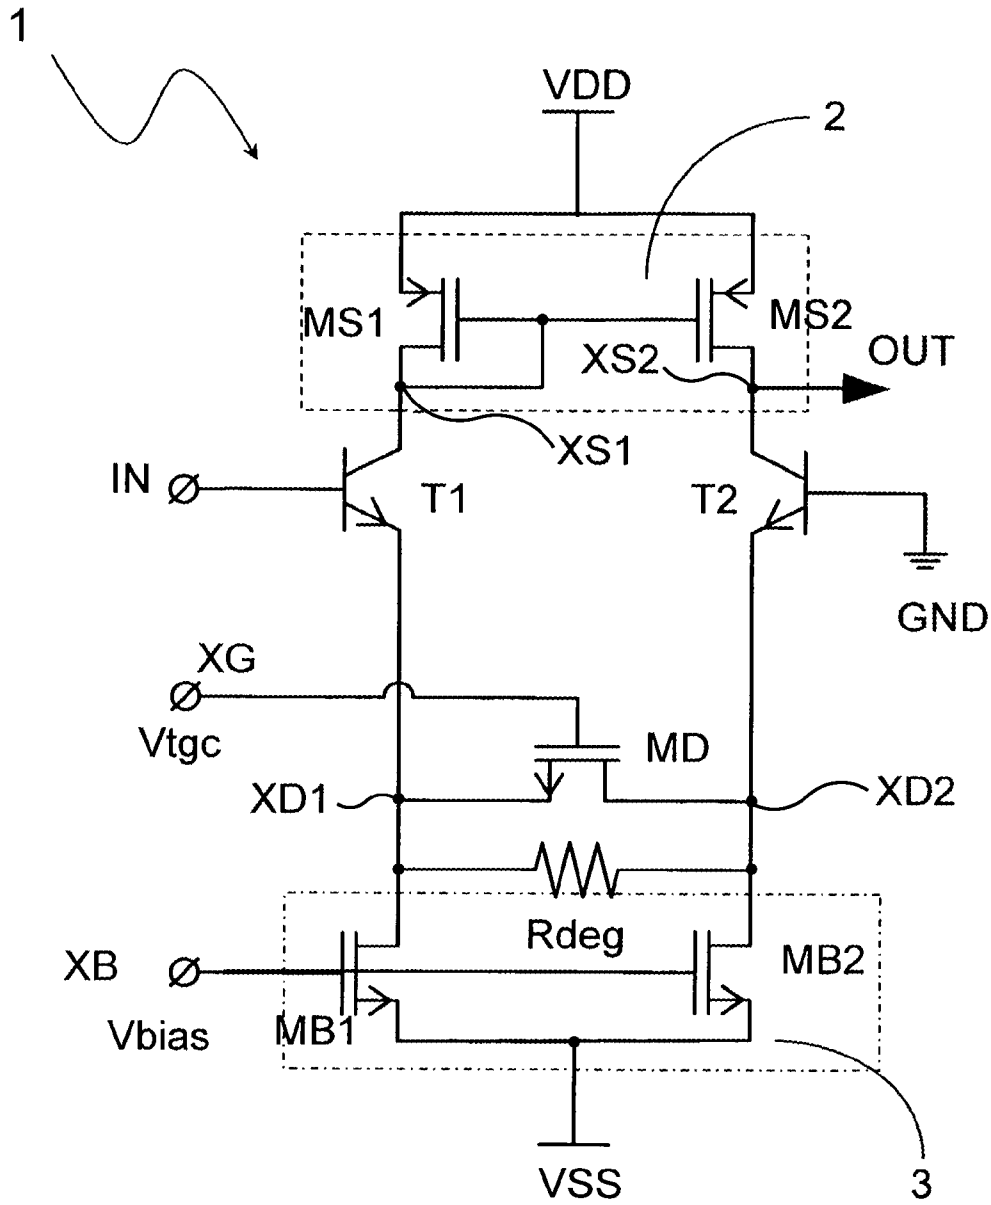 1
VDD
2
MS1
MS2
XS2
OUT
XS1
IN
T1
T2
GND
XG
Vtgc
MD
XD1
XD2
Rdeg
XB
MB2
Vbias
MB1
VSS
3